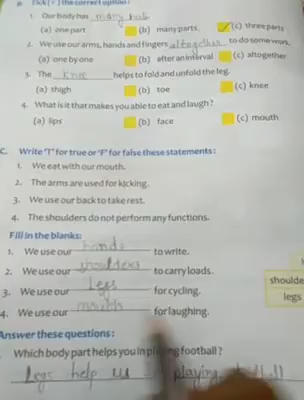 B. Tick (✓) the correct option:
1. Our body has many parts
(a) one part (b) many parts. (c) three parts
2. We use our arms, hands and fingers altogether to do some work.
(a) one by one (b) after an interval (c) altogether
3. The knee helps to fold and unfold the leg.
(a) thigh (b) toe (c) knee
4. What is it that makes you able to eat and laugh?
(a) lips (b) face (c) mouth
C. Write 'T' for true or 'F' for false these statements:
1. We eat with our mouth.
2. The arms are used for kicking.
3. We use our back to take rest.
4. The shoulders do not perform any functions.
Fill in the blanks:
1. We use our hands to write.
2. We use our shoulders to carry loads.
3. We use our legs for cycling.
4. We use our mouths for laughing.
shoulde
legs
Answer these questions:
Which body part helps you in playing football?
Legs help us playing